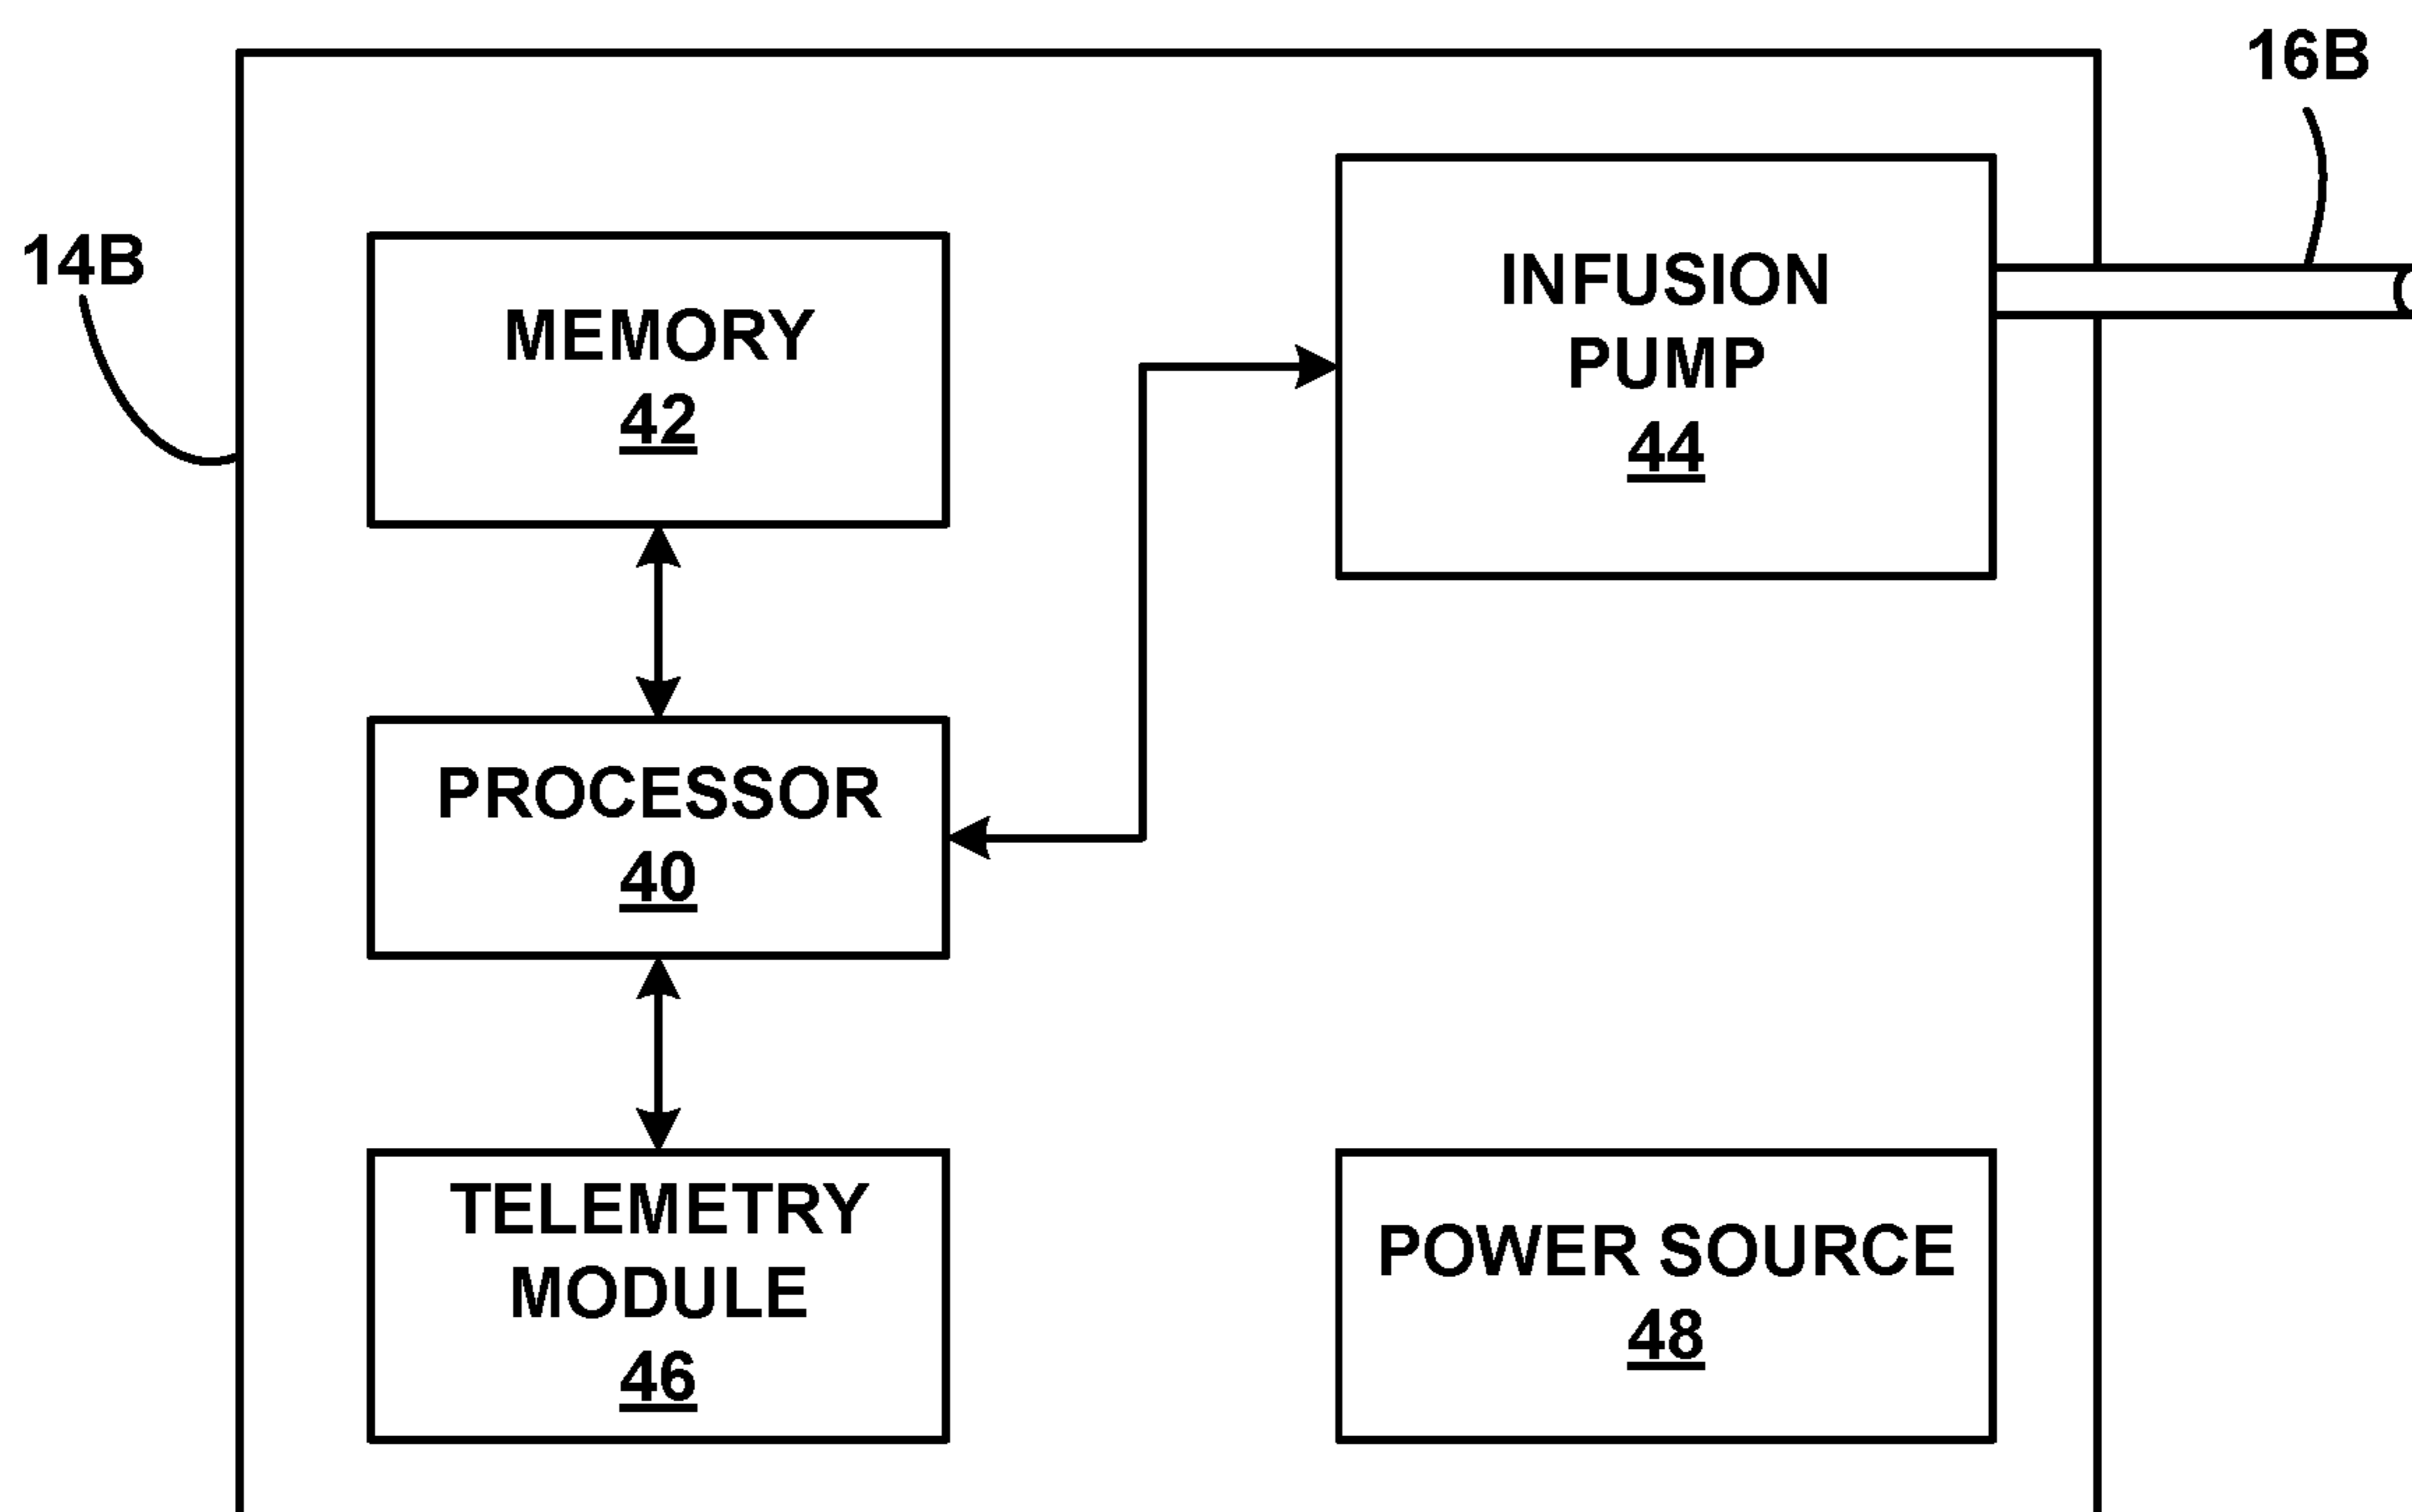 16B
14B
MEMORY
42
INFUSION
PUMP
44
PROCESSOR
40
TELEMETRY
MODULE
46
POWER SOURCE
48